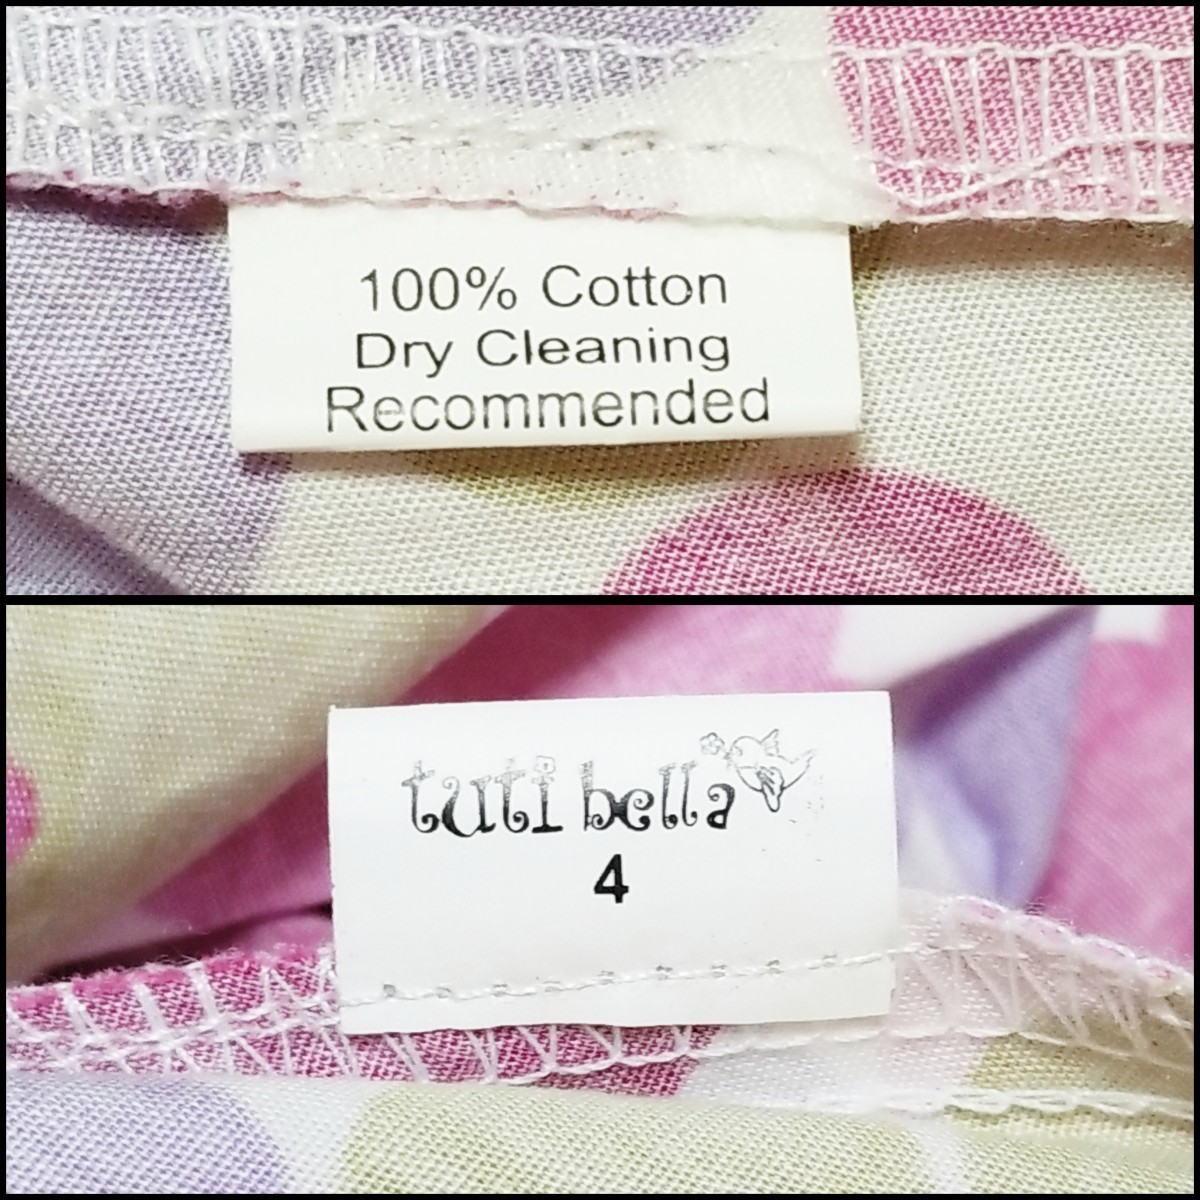 100% Cotton
Dry Cleaning
Recommended
tuti bella
4